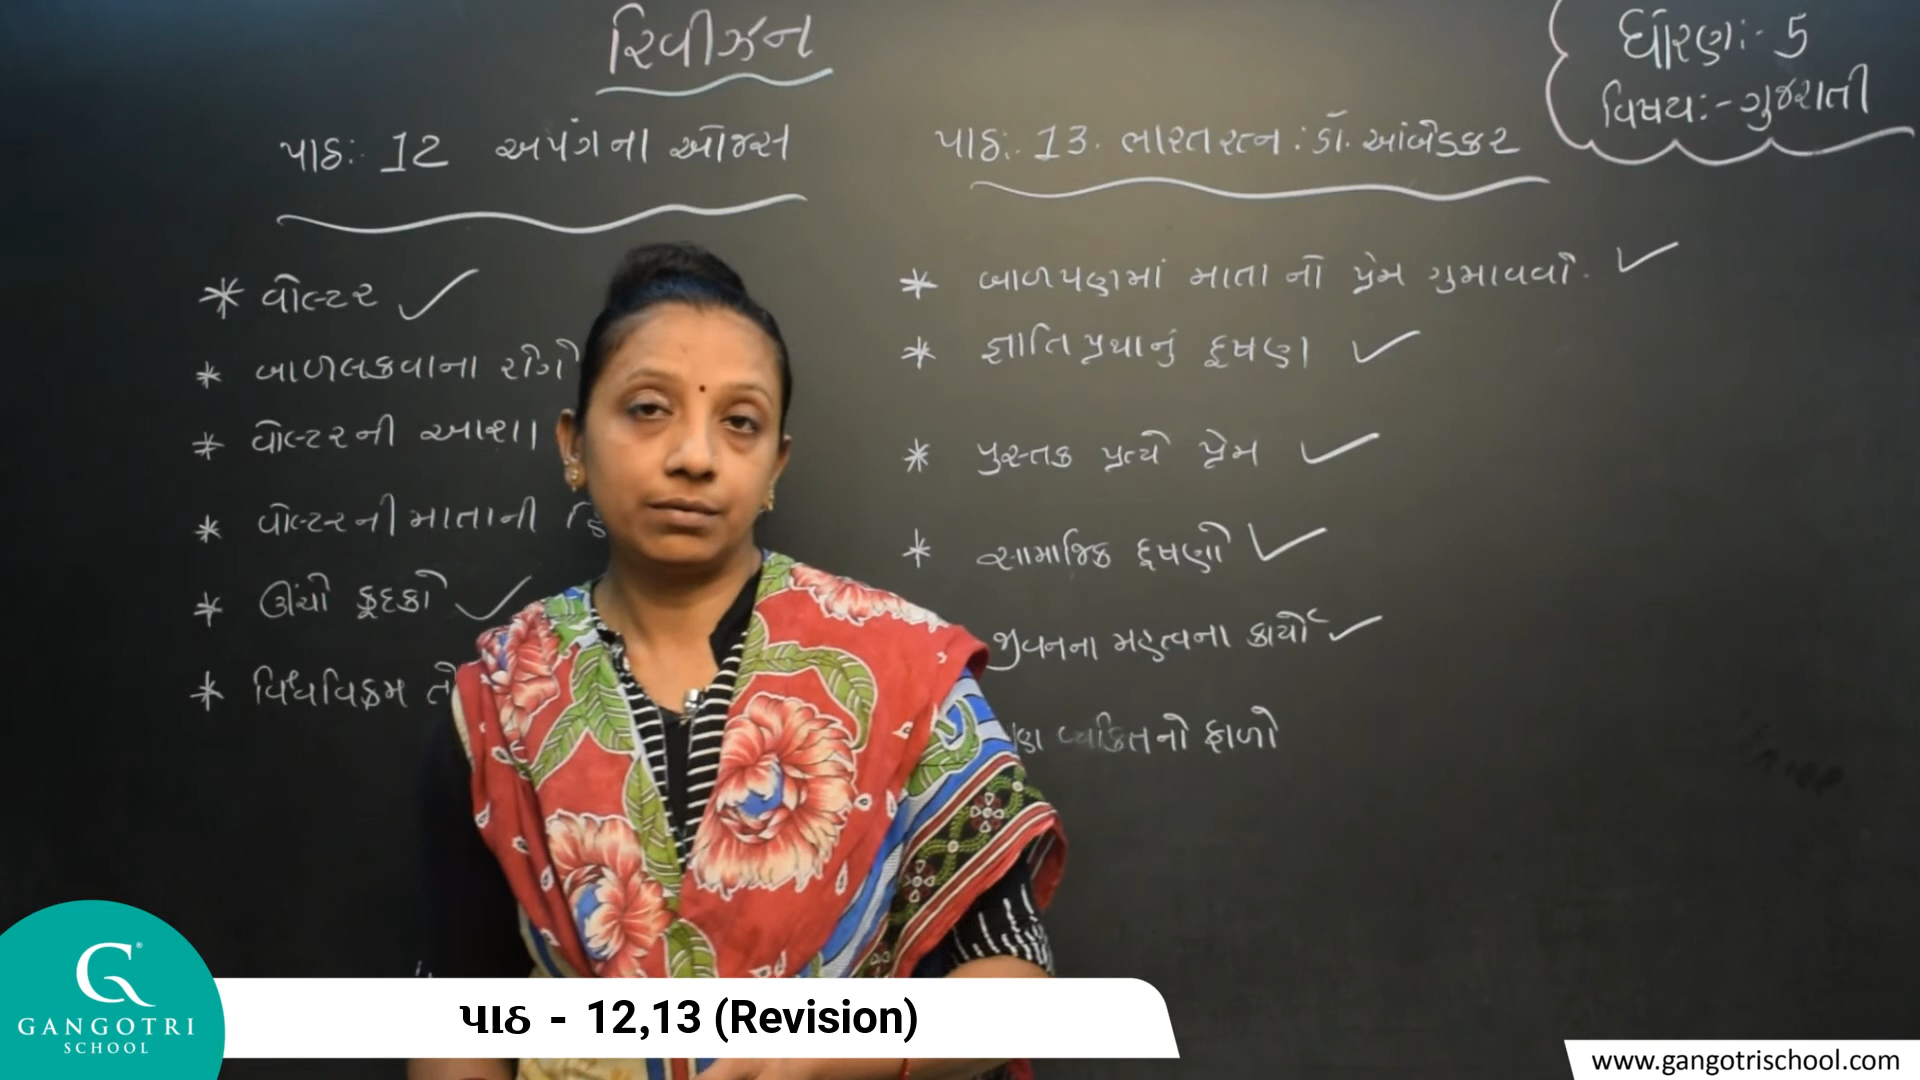 રિવીઝન
ધોરણઃ- 5
વિષયઃ- ગુજરાતી
પાઠઃ 12 અપંગના ઓજસ
* વોલ્ટર ✓
* બાળલકવાના રોગો
* વોલ્ટરની આશા
* વોલ્ટરની માતાની
* ઊંચો કૂદકો ✓
* વિશ્વવિક્રમ
પાઠઃ 13. ભારતરત્ન : ડૉ. આંબેડકર
* બાળપણમાં માતાનો પ્રેમ ગુમાવવો. ✓
* જ્ઞાતિપ્રથાનું દૂષણ ✓
* પુસ્તક પ્રત્યે પ્રેમ ✓
* સામાજિક દૂષણો ✓
જીવનના મહત્વના કાર્યો ✓
વ્યકિતનો ફાળો
GANGOTRI
SCHOOL
પાઠ - 12,13 (Revision)
www.gangotrischool.com